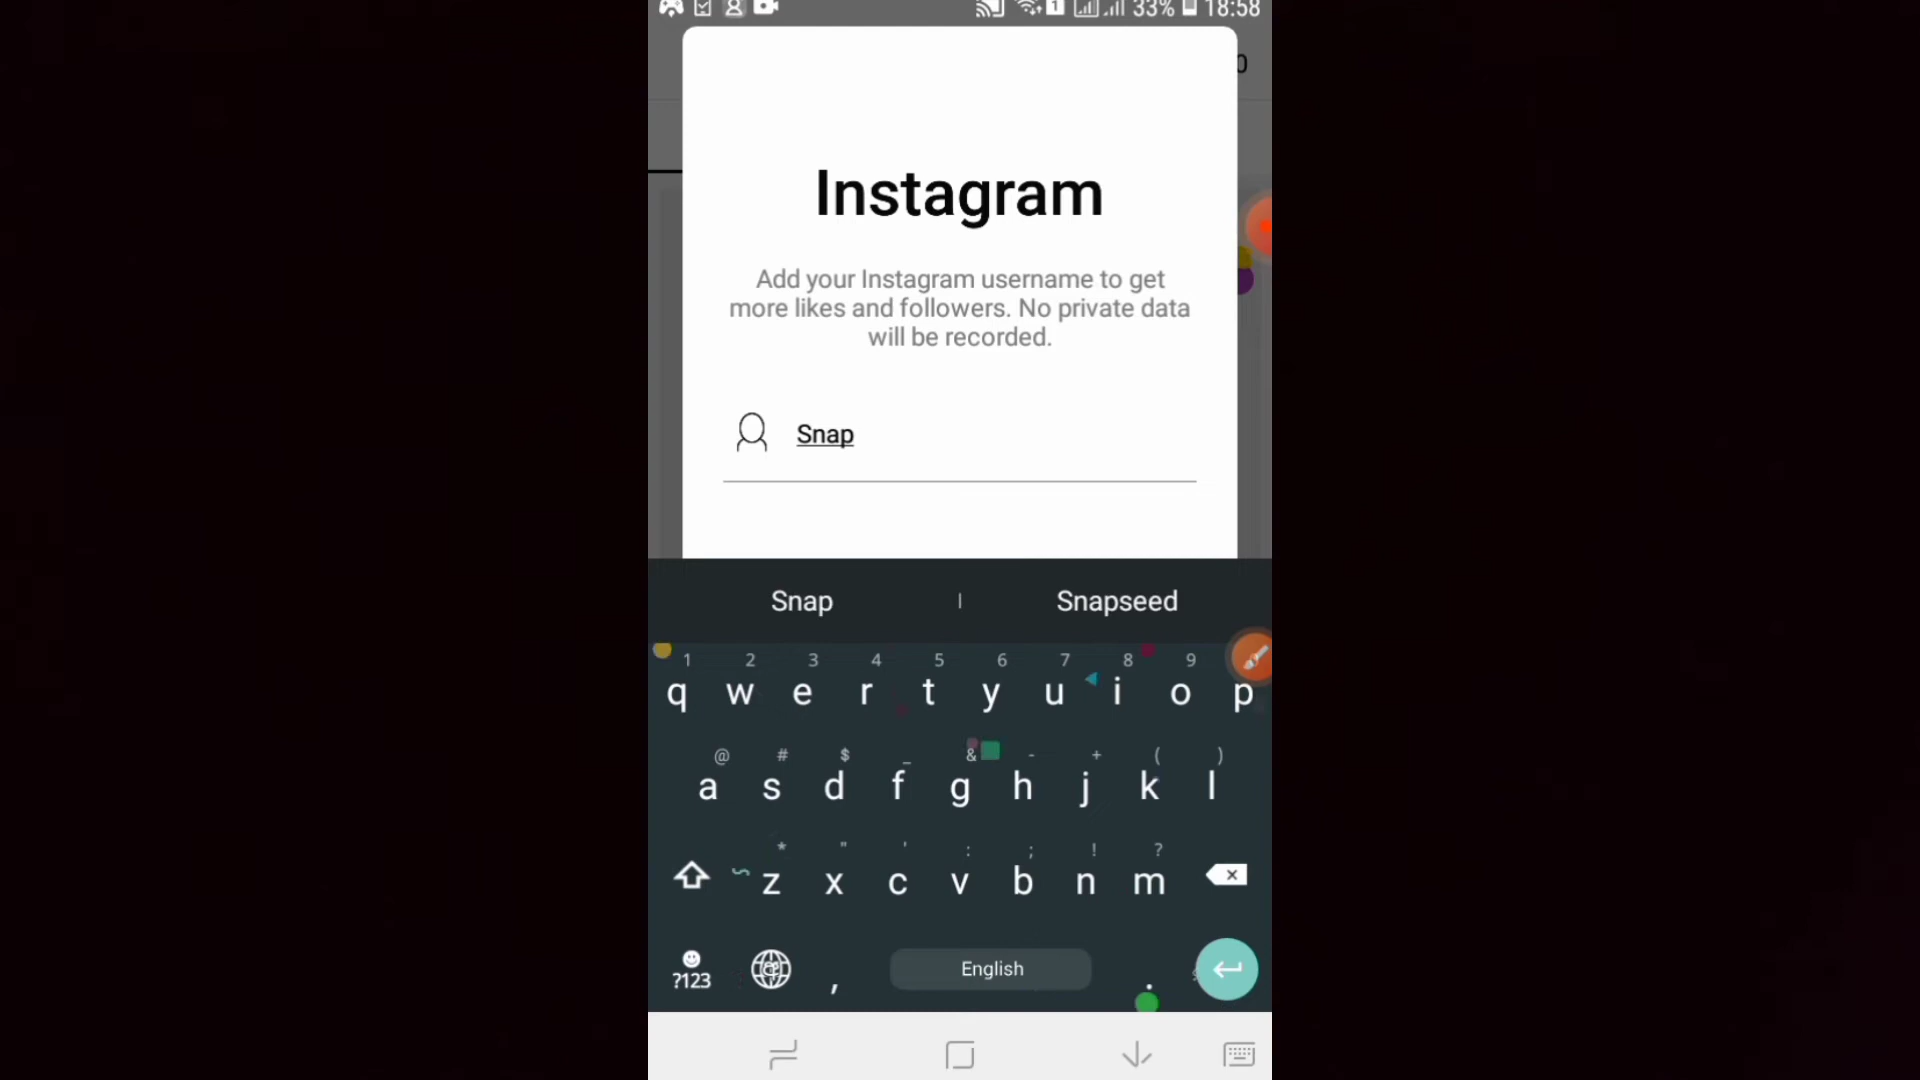 33% 18:58
0
Instagram
Add your Instagram username to get
more likes and followers. No private data
will be recorded.
Snap
Snap | Snapseed
1 2 3 4 5 6 7 8 9
q w e r t y u i o p
@ # $ _ & - + ( )
a s d f g h j k l
* " ' : ; ! ?
z x c v b n m
?123 , English .